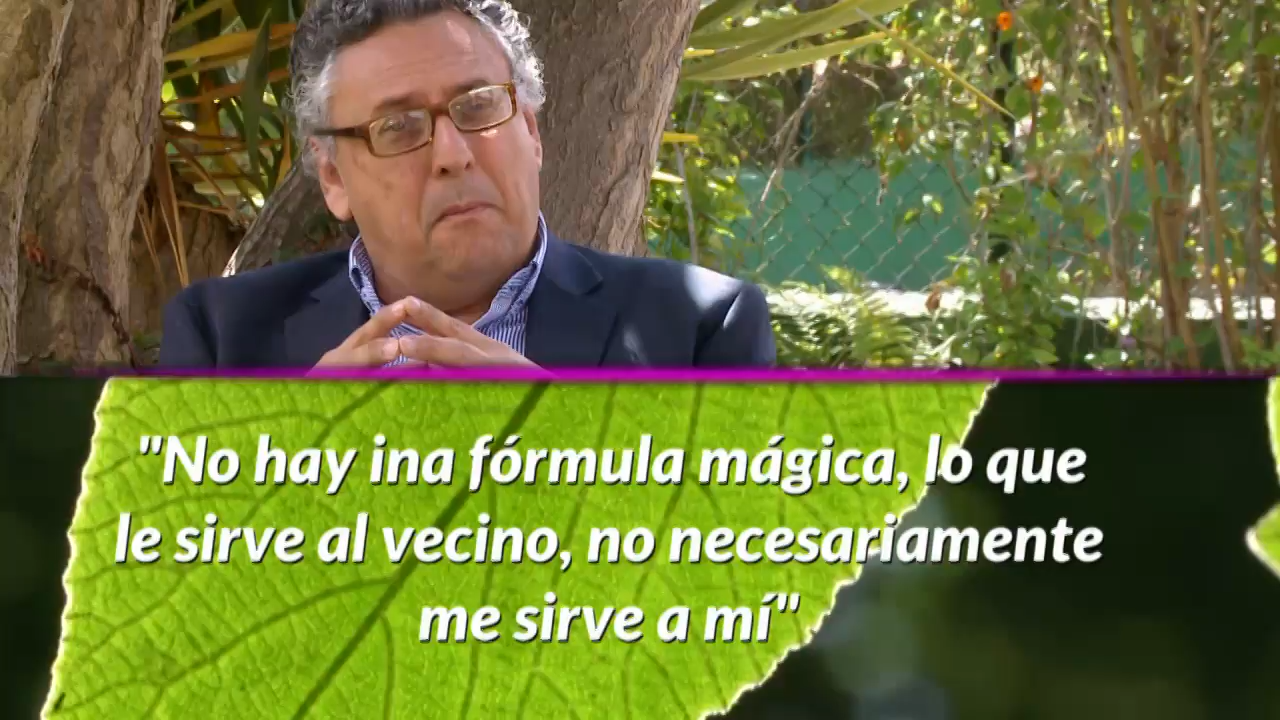 "No hay ina fórmula mágica, lo que
le sirve al vecino, no necesariamente
me sirve a mí"